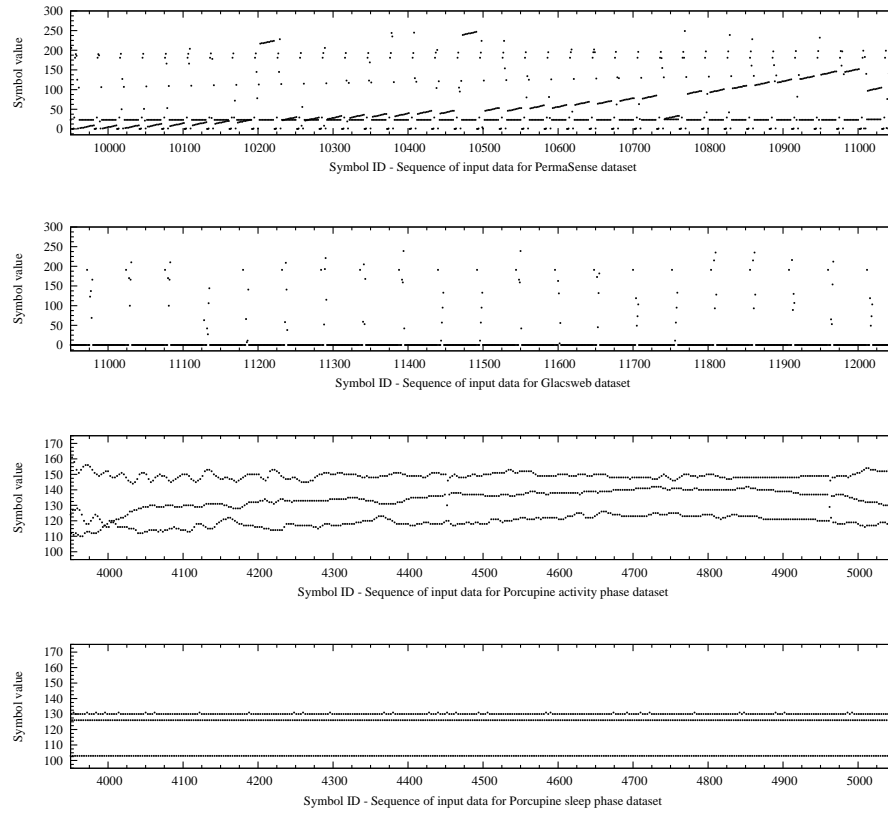 300
250
200
150
100
50
0
Symbol value
10000 10100 10200 10300 10400 10500 10600 10700 10800 10900 11000
Symbol ID - Sequence of input data for PermaSense dataset
300
250
200
150
100
50
0
Symbol value
11000 11100 11200 11300 11400 11500 11600 11700 11800 11900 12000
Symbol ID - Sequence of input data for Glacsweb dataset
170
160
150
140
130
120
110
100
Symbol value
4000 4100 4200 4300 4400 4500 4600 4700 4800 4900 5000
Symbol ID - Sequence of input data for Porcupine activity phase dataset
170
160
150
140
130
120
110
100
Symbol value
4000 4100 4200 4300 4400 4500 4600 4700 4800 4900 5000
Symbol ID - Sequence of input data for Porcupine sleep phase dataset